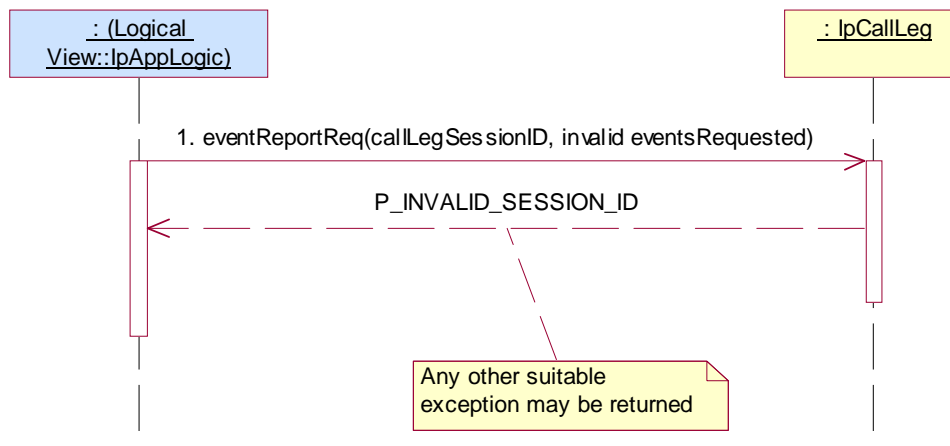 : (Logical
View::IpAppLogic)
: IpCallLeg
1. eventReportReq(callLegSessionID, invalid eventsRequested)
P_INVALID_SESSION_ID
Any other suitable
exception may be returned